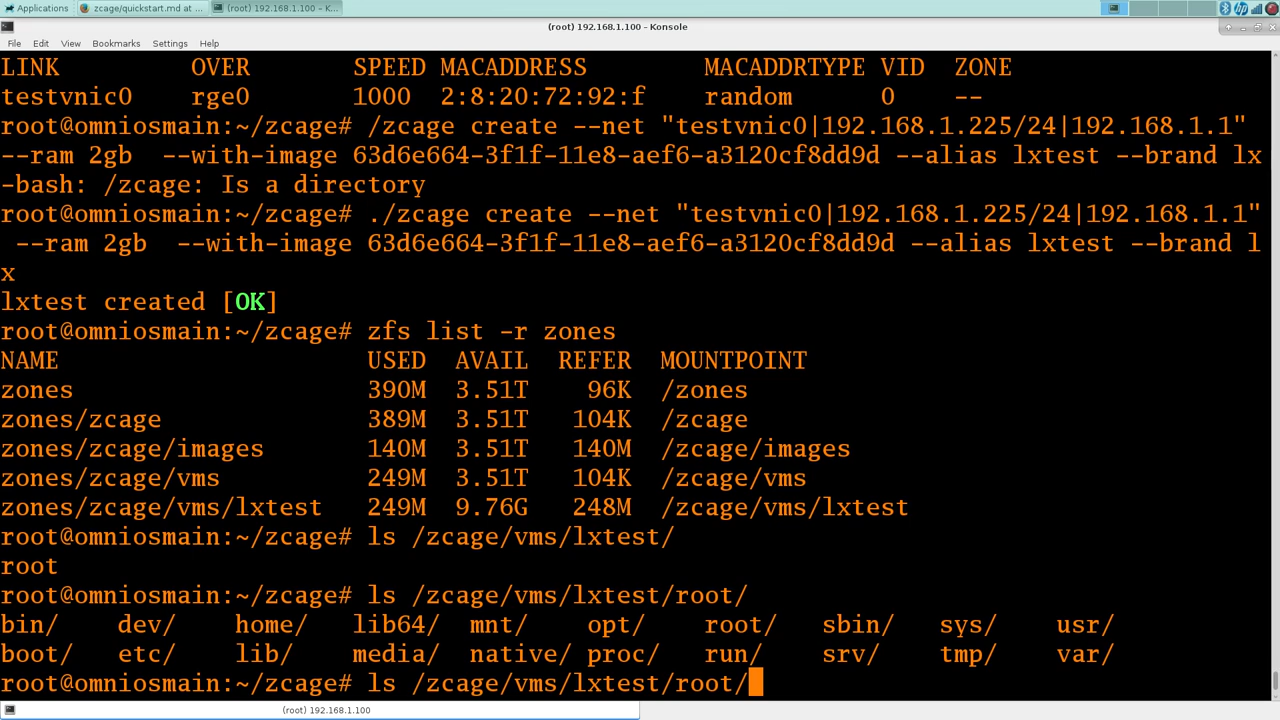 Applications zcage/quickstart.md at ... (root) 192.168.1.100 – K...
(root) 192.168.1.100 – Konsole
File Edit View Bookmarks Settings Help
LINK OVER SPEED MACADDRESS MACADDRTYPE VID ZONE
testvnic0 rge0 1000 2:8:20:72:92:f random 0 --
root@omniosmain:~/zcage# /zcage create --net "testvnic0|192.168.1.225/24|192.168.1.1"
--ram 2gb --with-image 63d6e664-3f1f-11e8-aef6-a3120cf8dd9d --alias lxtest --brand lx
-bash: /zcage: Is a directory
root@omniosmain:~/zcage# ./zcage create --net "testvnic0|192.168.1.225/24|192.168.1.1"
--ram 2gb --with-image 63d6e664-3f1f-11e8-aef6-a3120cf8dd9d --alias lxtest --brand l
x
lxtest created [OK]
root@omniosmain:~/zcage# zfs list -r zones
NAME USED AVAIL REFER MOUNTPOINT
zones 390M 3.51T 96K /zones
zones/zcage 389M 3.51T 104K /zcage
zones/zcage/images 140M 3.51T 140M /zcage/images
zones/zcage/vms 249M 3.51T 104K /zcage/vms
zones/zcage/vms/lxtest 249M 9.76G 248M /zcage/vms/lxtest
root@omniosmain:~/zcage# ls /zcage/vms/lxtest/
root
root@omniosmain:~/zcage# ls /zcage/vms/lxtest/root/
bin/ dev/ home/ lib64/ mnt/ opt/ root/ sbin/ sys/ usr/
boot/ etc/ lib/ media/ native/ proc/ run/ srv/ tmp/ var/
root@omniosmain:~/zcage# ls /zcage/vms/lxtest/root/
(root) 192.168.1.100